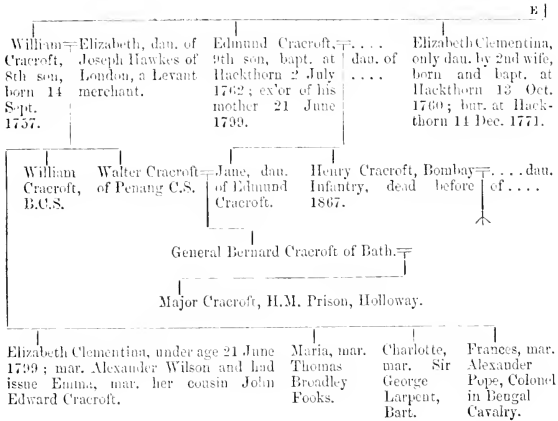 E
William Cracroft, 8th son, born 14 Sept. 1757.
Elizabeth, dau. of Joseph Hawkes of London, a Levant merchant.
Edmund Cracroft, 9th son, bapt. at Hackthorn 2 July 1762 ; ex'or of his mother 21 June 1799.
.... dau. of ....
Elizabeth Clementina, only dau. by 2nd wife, born and bapt. at Hackthorn 13 Oct. 1760 ; bur. at Hackthorn 14 Dec. 1771.
William Cracroft, B.C.S.
Walter Cracroft of Penang C.S.
Jane, dau. of Edmund Cracroft.
Henry Cracroft, Bombay Infantry, dead before 1867.
.... dau. of ....
General Bernard Cracroft of Bath.
Major Cracroft, H.M. Prison, Holloway.
Elizabeth Clementina, under age 21 June 1799 ; mar. Alexander Wilson and had issue Emma, mar. her cousin John Edward Cracroft.
Maria, mar. Thomas Broadley Fooks.
Charlotte, mar. Sir George Larpent, Bart.
Frances, mar. Alexander Pope, Colonel in Bengal Cavalry.